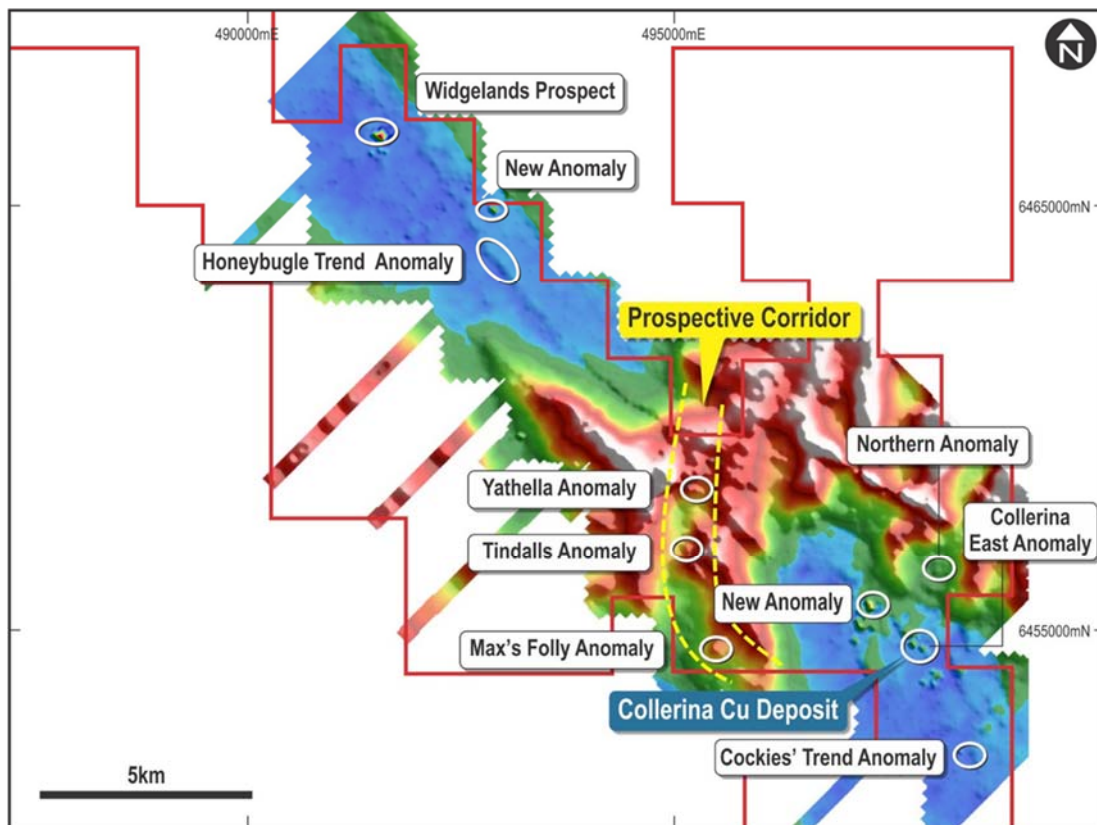 490000mE
495000mE
N
Widgelands Prospect
New Anomaly
6465000mN
Honeybugle Trend Anomaly
Prospective Corridor
Northern Anomaly
Yathella Anomaly
Collerina
East Anomaly
Tindalls Anomaly
New Anomaly
6455000mN
Max's Folly Anomaly
Collerina Cu Deposit
Cockies' Trend Anomaly
5km